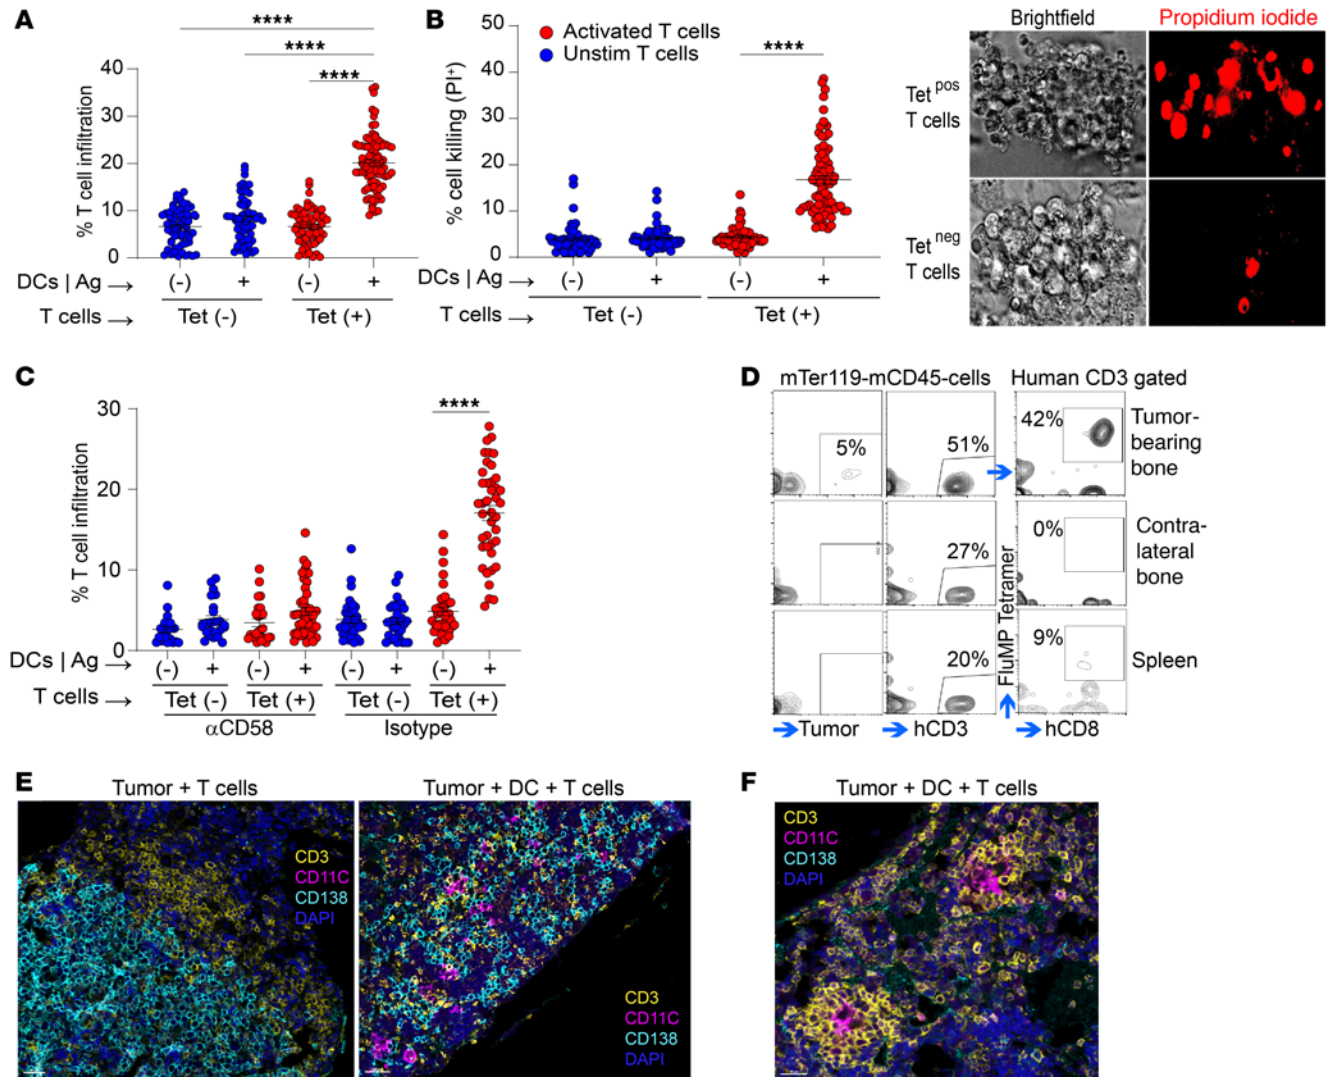 A
****
****
****
% T cell infiltration
40
30
20
10
0
DCs | Ag → (-) + (-) +
T cells → Tet (-) Tet (+)
B
Activated T cells
Unstim T cells
****
% cell killing (PI⁺)
50
40
30
20
10
0
DCs | Ag → (-) + (-) +
T cells → Tet (-) Tet (+)
Brightfield Propidium iodide
Tet pos
T cells
Tet neg
T cells
C
****
% T cell infiltration
30
20
10
0
DCs | Ag → (-) + (-) + (-) + (-) +
T cells → Tet (-) Tet (+) Tet (-) Tet (+)
αCD58 Isotype
D
mTer119-mCD45-cells Human CD3 gated
5% 51% 42%
Tumor-
bearing
bone
27% 0%
Contra-
lateral
bone
20% 9%
Spleen
FluMP Tetramer
Tumor hCD3 hCD8
E
Tumor + T cells
CD3
CD11C
CD138
DAPI
Tumor + DC + T cells
CD3
CD11C
CD138
DAPI
F
Tumor + DC + T cells
CD3
CD11C
CD138
DAPI